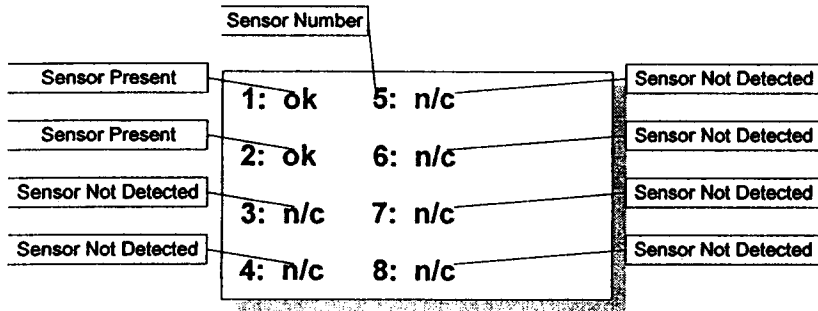 Sensor Number
Sensor Present
Sensor Present
Sensor Not Detected
Sensor Not Detected
1: ok 5: n/c
2: ok 6: n/c
3: n/c 7: n/c
4: n/c 8: n/c
Sensor Not Detected
Sensor Not Detected
Sensor Not Detected
Sensor Not Detected